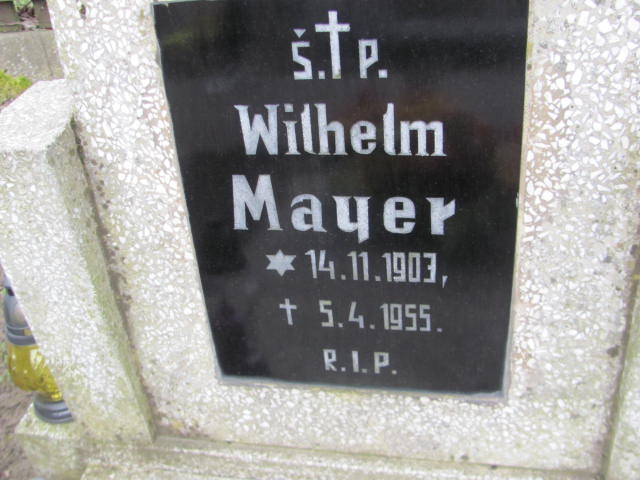 Ś.†P.
Wilhelm
Mayer
✶ 14.11.1903,
† 5.4.1955.
R.I.P.